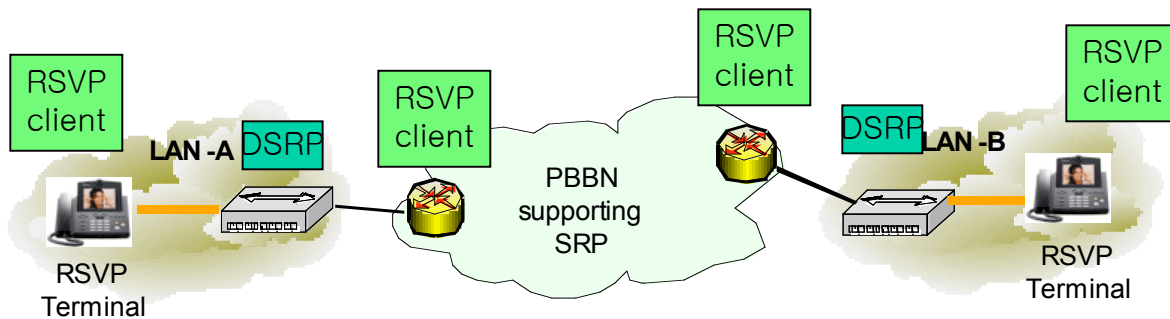 RSVP
client
RSVP
client
RSVP
client
RSVP
client
LAN -A
DSRP
DSRP
LAN -B
PBBN
supporting
SRP
RSVP
Terminal
RSVP
Terminal